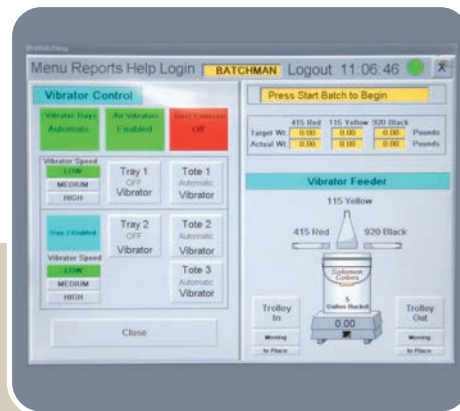 Menu Reports Help Login BATCHMAN Logout 11:06:46 X
Vibrator Control
Vibrator Trays
Automatic
Air Vibrators
Enabled
Dust Collector
Off
Vibrator Speed
LOW
MEDIUM
HIGH
Tray 1
OFF
Vibrator
Tote 1
Automatic
Vibrator
Tray 2 Enabled
Vibrator Speed
LOW
MEDIUM
HIGH
Tray 2
OFF
Vibrator
Tote 2
Automatic
Vibrator
Tote 3
Automatic
Vibrator
Close
Press Start Batch to Begin
415 Red 115 Yellow 920 Black
Target Wt 0.00 0.00 0.00 Pounds
Actual Wt 0.00 0.00 0.00 Pounds
Vibrator Feeder
115 Yellow
415 Red 920 Black
Solomon
Colors
5
Gallon Bucket
0.00
Trolley
In
Moving
In Place
Trolley
Out
Moving
In Place